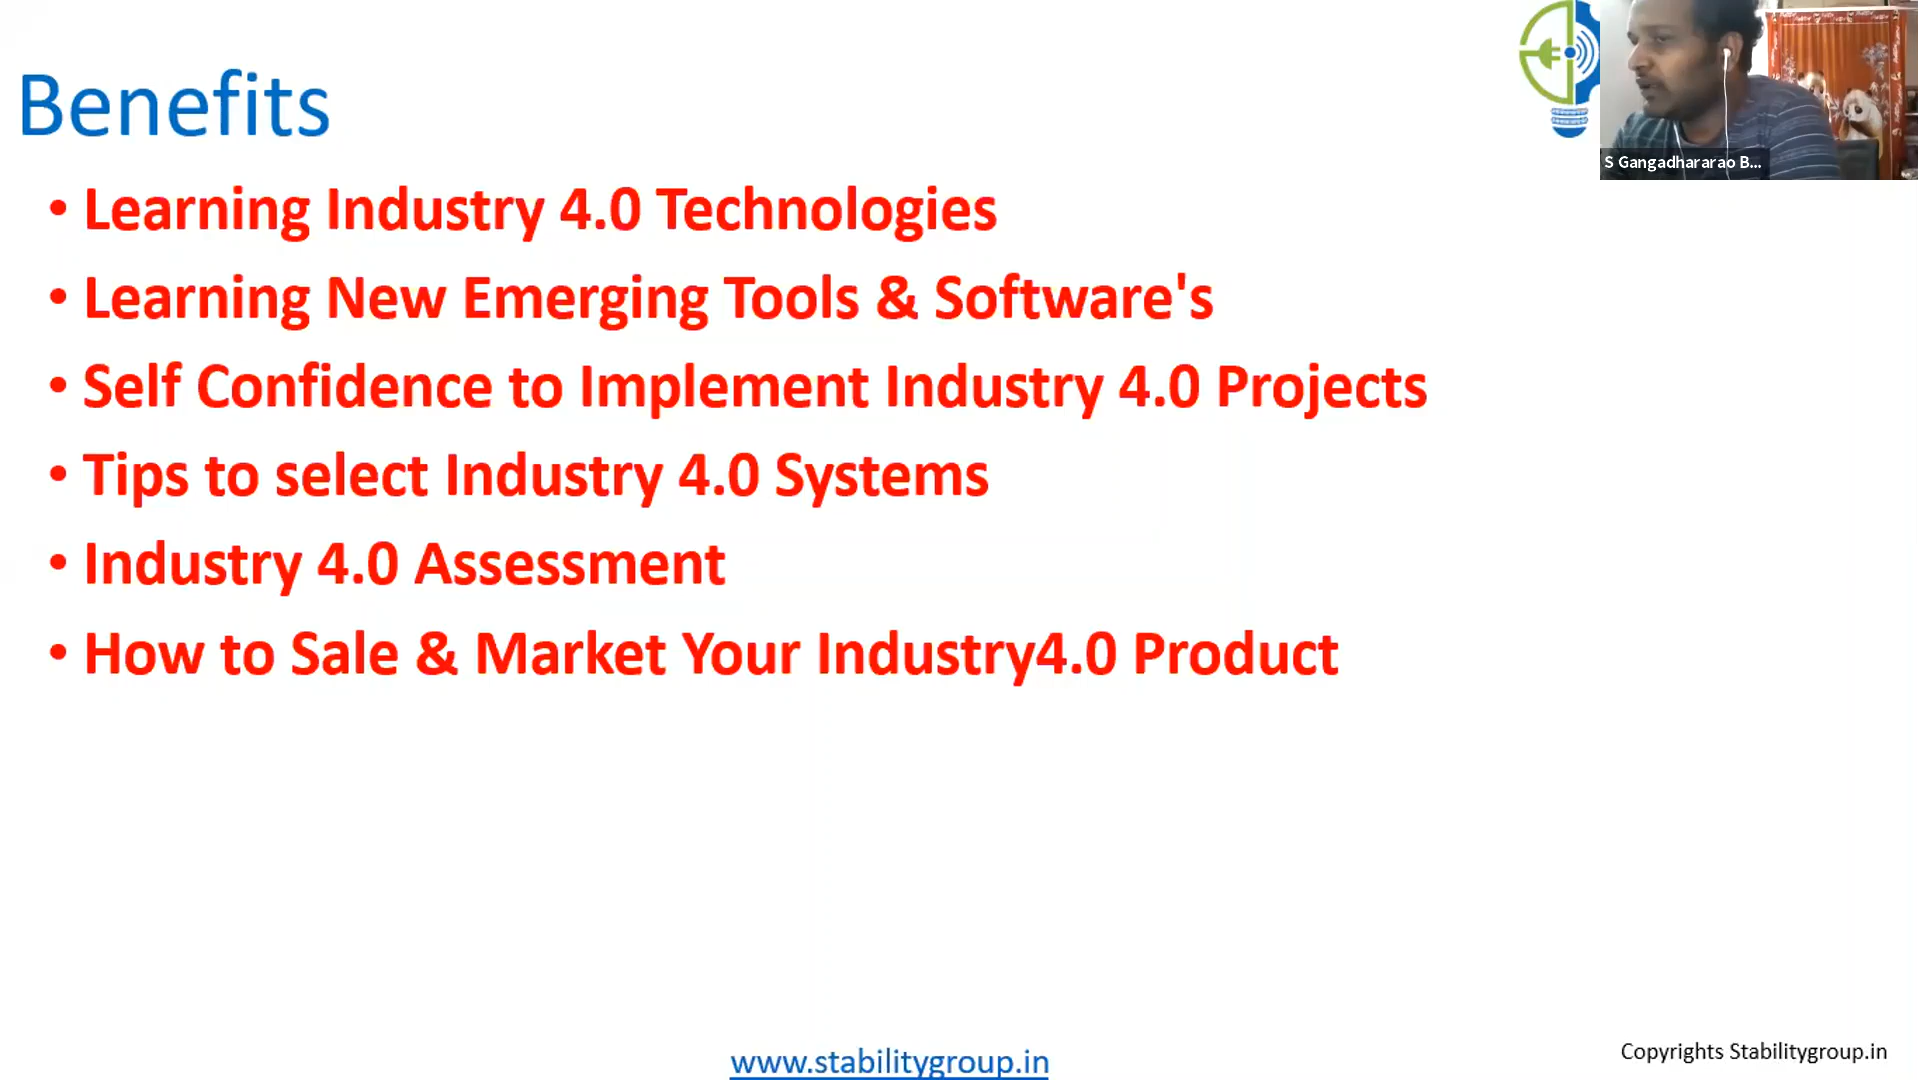 Benefits
S Gangadhararao B...
• Learning Industry 4.0 Technologies
• Learning New Emerging Tools & Software's
• Self Confidence to Implement Industry 4.0 Projects
• Tips to select Industry 4.0 Systems
• Industry 4.0 Assessment
• How to Sale & Market Your Industry4.0 Product
www.stabilitygroup.in
Copyrights Stabilitygroup.in